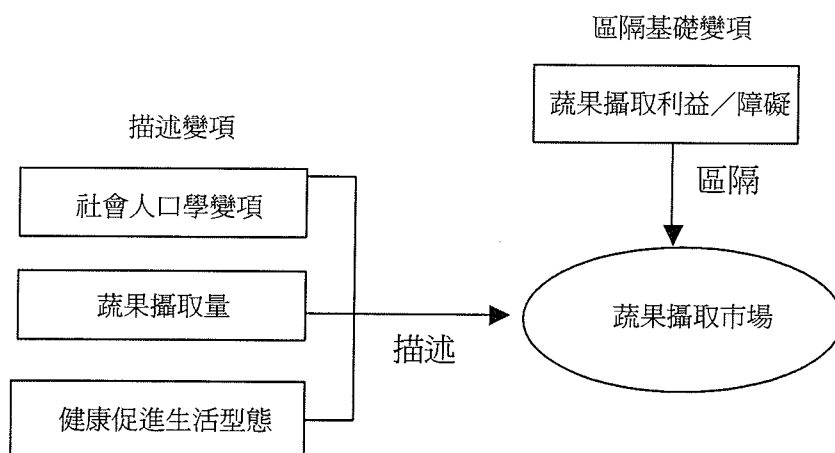 區隔基礎變項
蔬果攝取利益／障礙
描述變項
區隔
社會人口學變項
蔬果攝取量
蔬果攝取市場
描述
健康促進生活型態